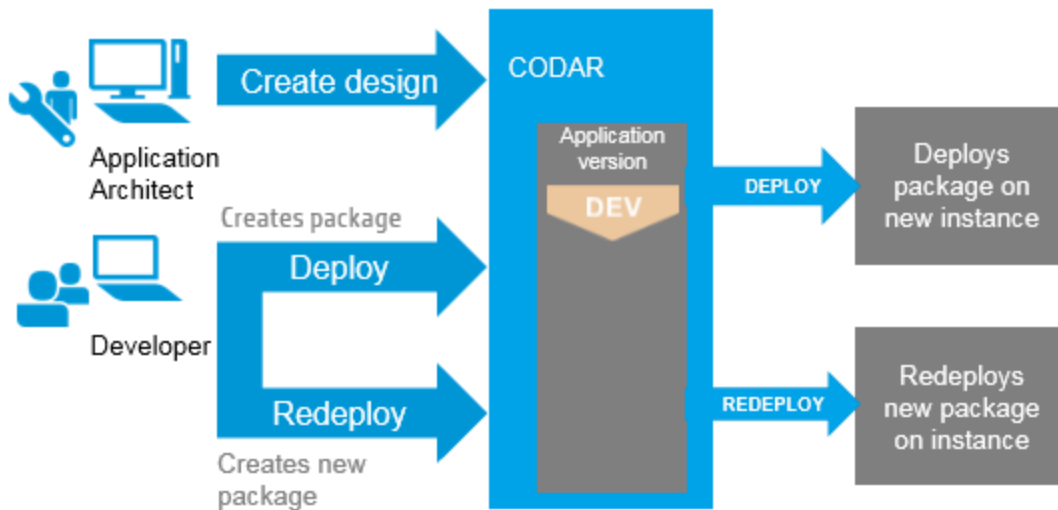 Create design
CODAR
Application
Architect
Application
version
DEV
DEPLOY
Deploys
package on
new instance
Creates package
Deploy
Developer
Redeploy
Creates new
package
REDEPLOY
Redeploys
new package
on instance